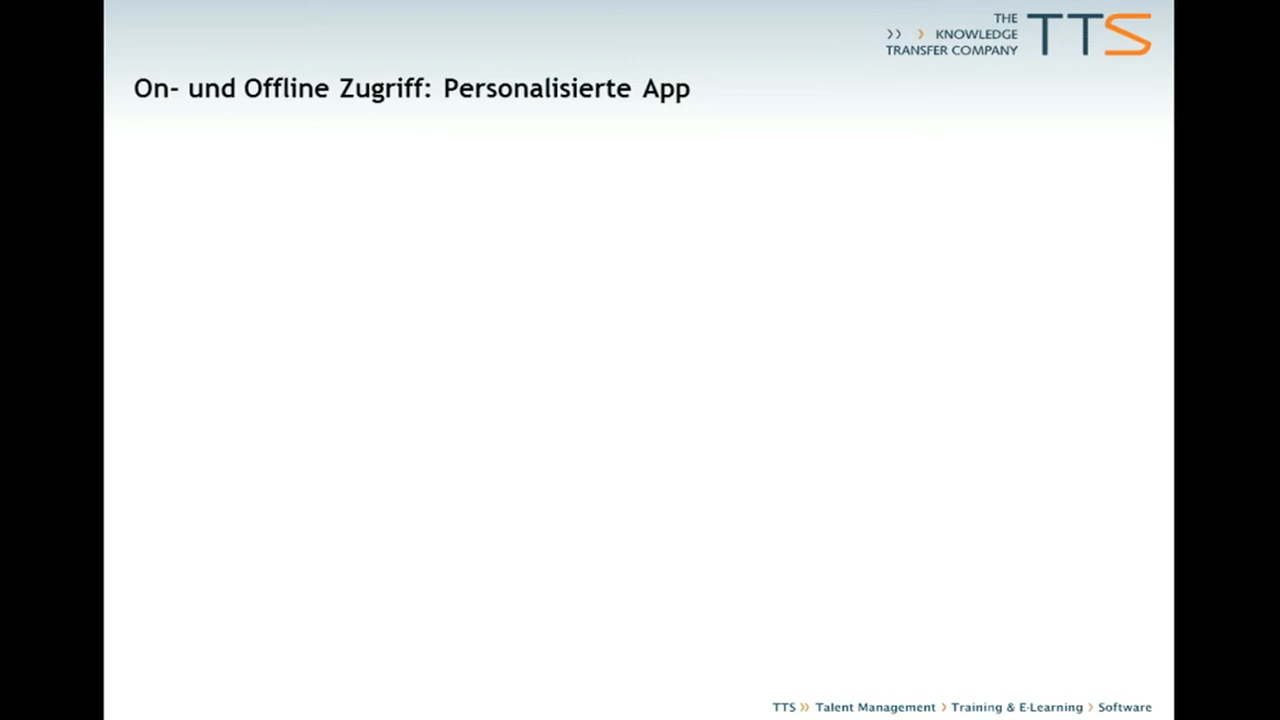 THE
›› › KNOWLEDGE
TRANSFER COMPANY
TTS
On- und Offline Zugriff: Personalisierte App
TTS ›› Talent Management › Training & E-Learning › Software